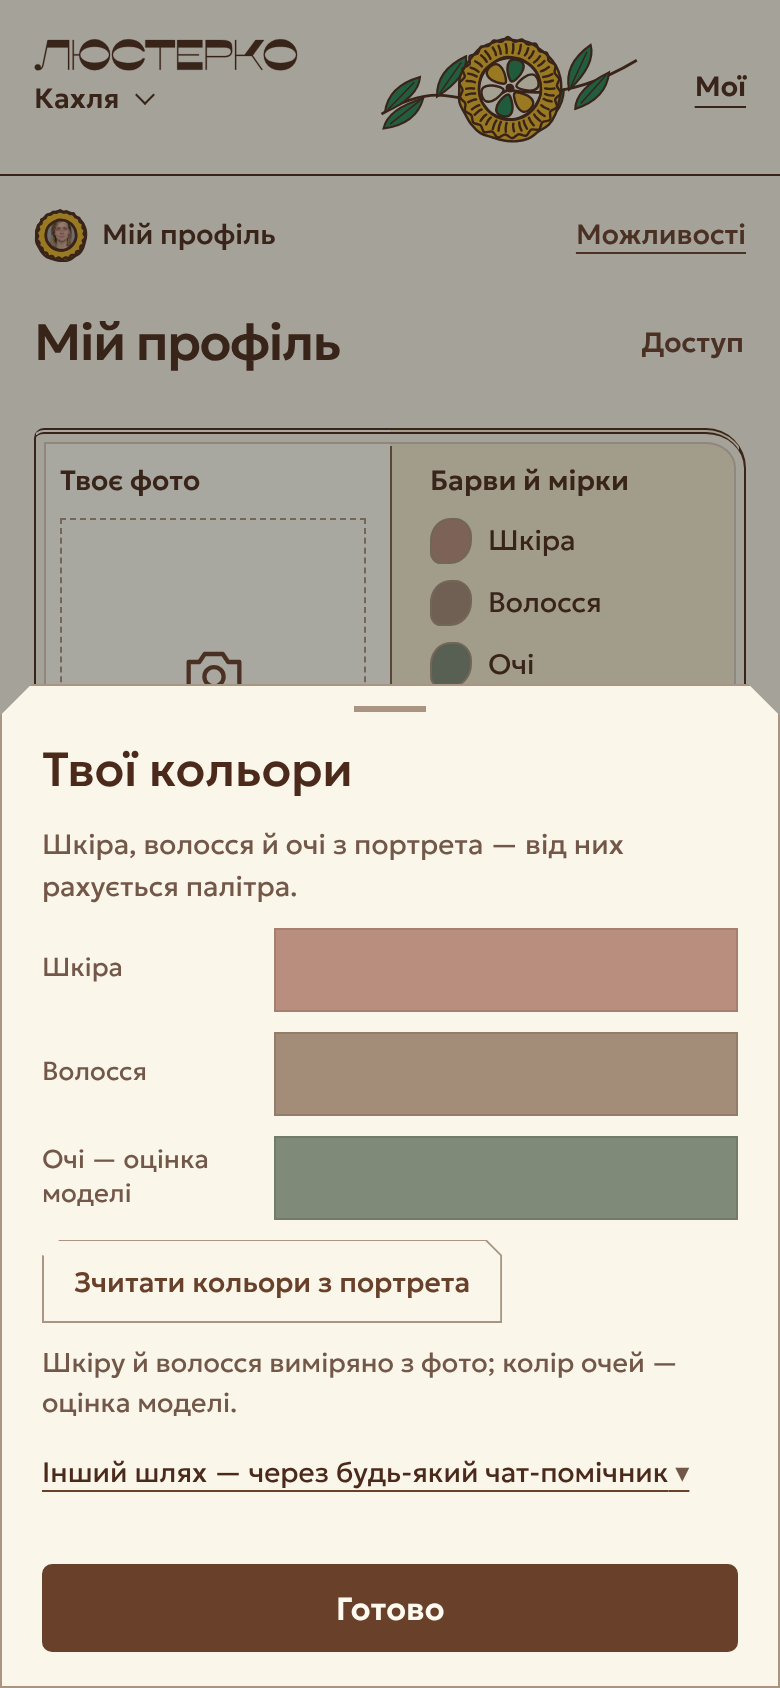 ЛЮСТЕРКО
Кахля
Мої
Мій профіль
Можливості
Мій профіль
Доступ
Твоє фото
Барви й мірки
Шкіра
Волосся
Очі
Твої кольори
Шкіра, волосся й очі з портрета — від них
рахується палітра.
Шкіра
Волосся
Очі — оцінка
моделі
Зчитати кольори з портрета
Шкіру й волосся виміряно з фото; колір очей —
оцінка моделі.
Інший шлях — через будь-який чат-помічник ▾
Готово